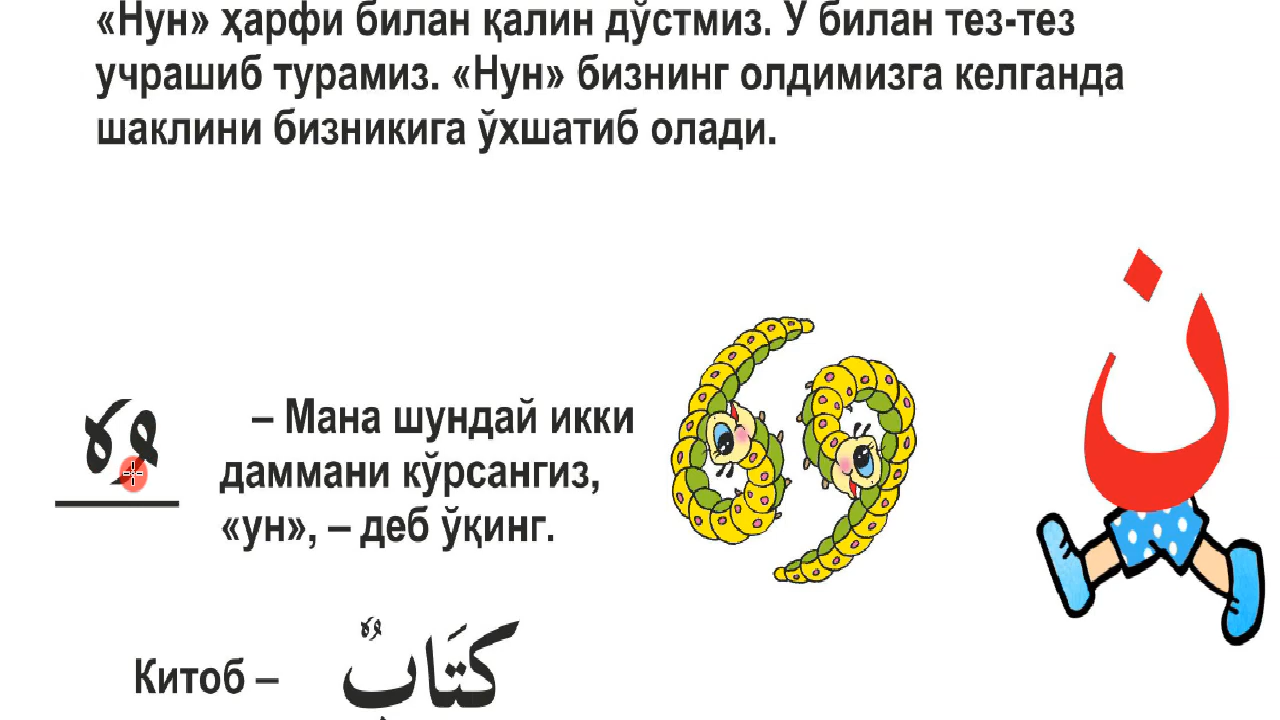 «Нун» ҳарфи билан қалин дўстмиз. У билан тез-тез
учрашиб турамиз. «Нун» бизнинг олдимизга келганда
шаклини бизникига ўхшатиб олади.
ن
ـٌ – Мана шундай икки
даммани кўрсангиз,
«ун», – деб ўқинг.
Китоб – كتَابٌ